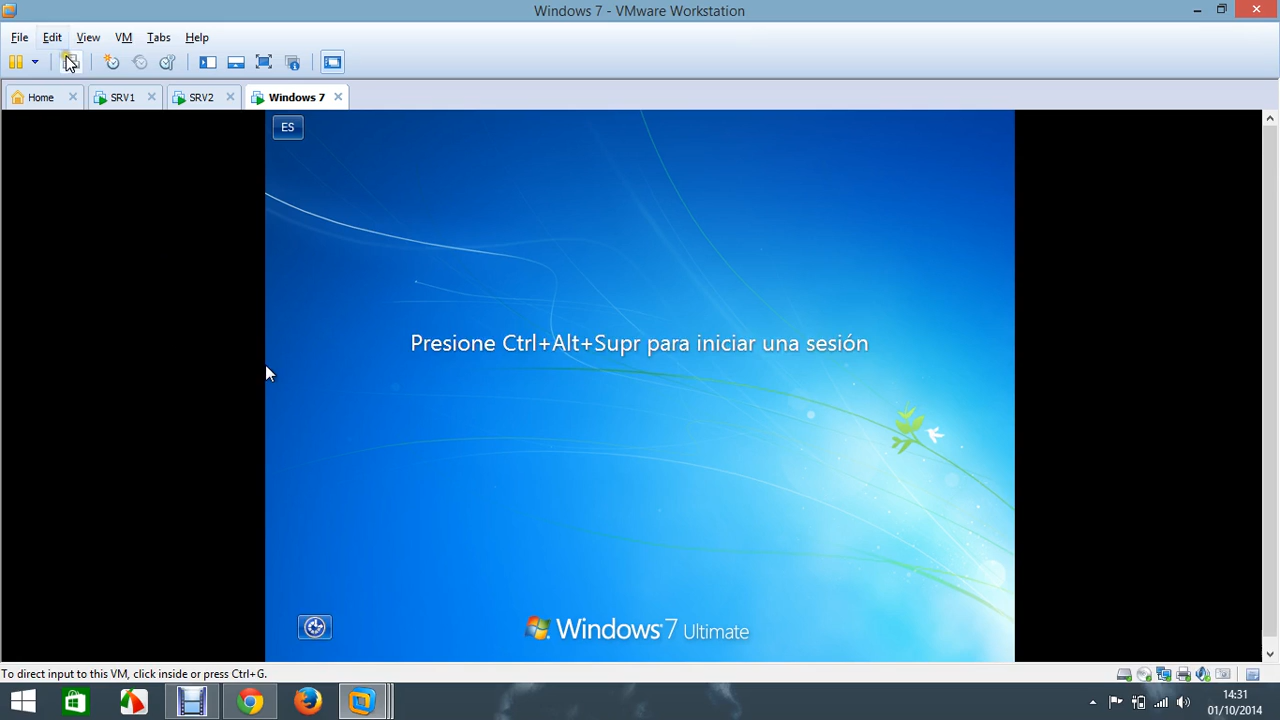 Windows 7 - VMware Workstation
File Edit View VM Tabs Help
Home SRV1 SRV2 Windows 7
ES
Presione Ctrl+Alt+Supr para iniciar una sesión
Windows 7 Ultimate
To direct input to this VM, click inside or press Ctrl+G.
14:31
01/10/2014